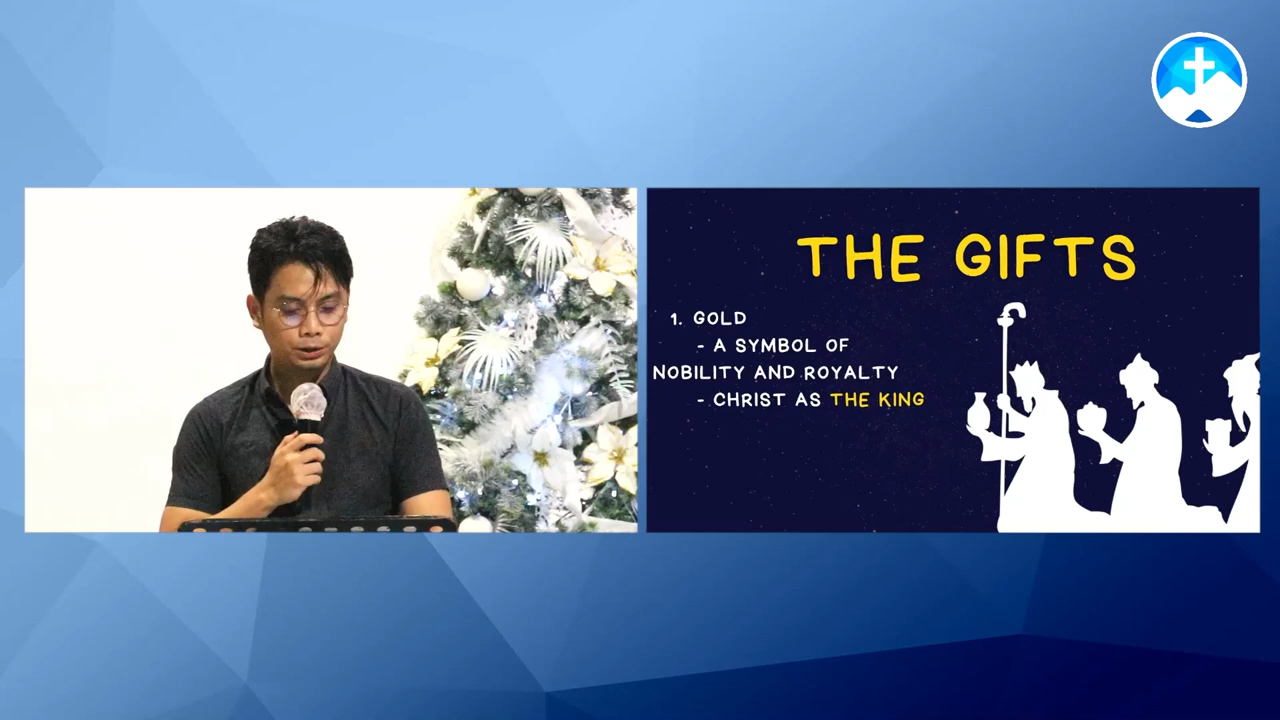 THE GIFTS
1. GOLD
- A SYMBOL OF
NOBILITY AND ROYALTY
- CHRIST AS THE KING